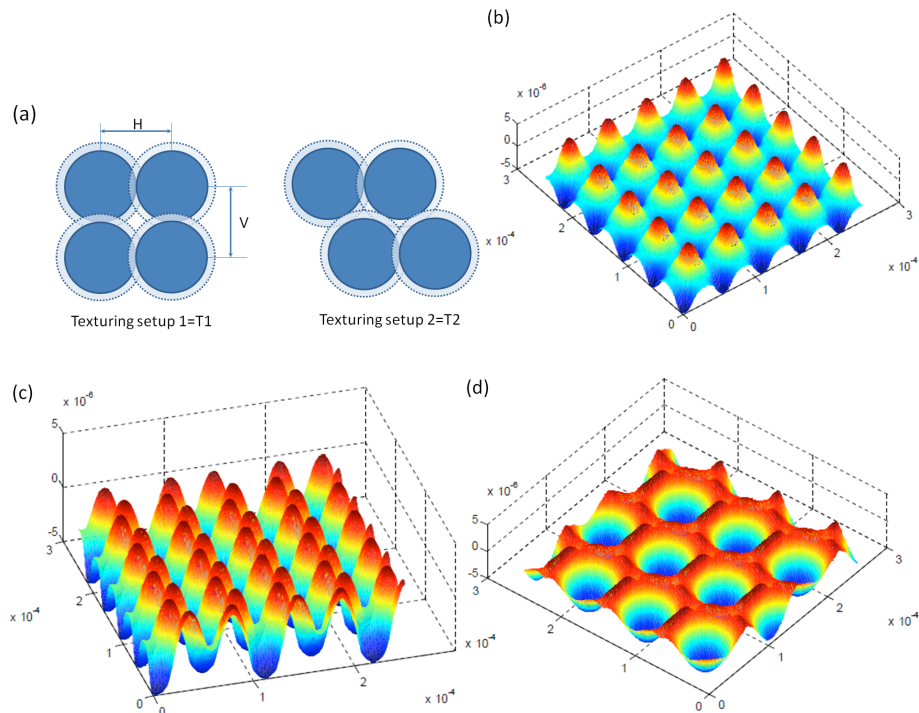 (a)
H
V
Texturing setup 1=T1
Texturing setup 2=T2
(b)
x 10⁻⁶
5
0
-5
3
2
1
0
x 10⁻⁴
0
1
2
3
x 10⁻⁴
(c)
x 10⁻⁶
5
0
-5
3
2
1
0
x 10⁻⁴
0
1
2
x 10⁻⁴
x 10⁻⁴
(d)
x 10⁻⁶
5
0
-5
3
2
1
0
x 10⁻⁴
0
1
2
3
x 10⁻⁴